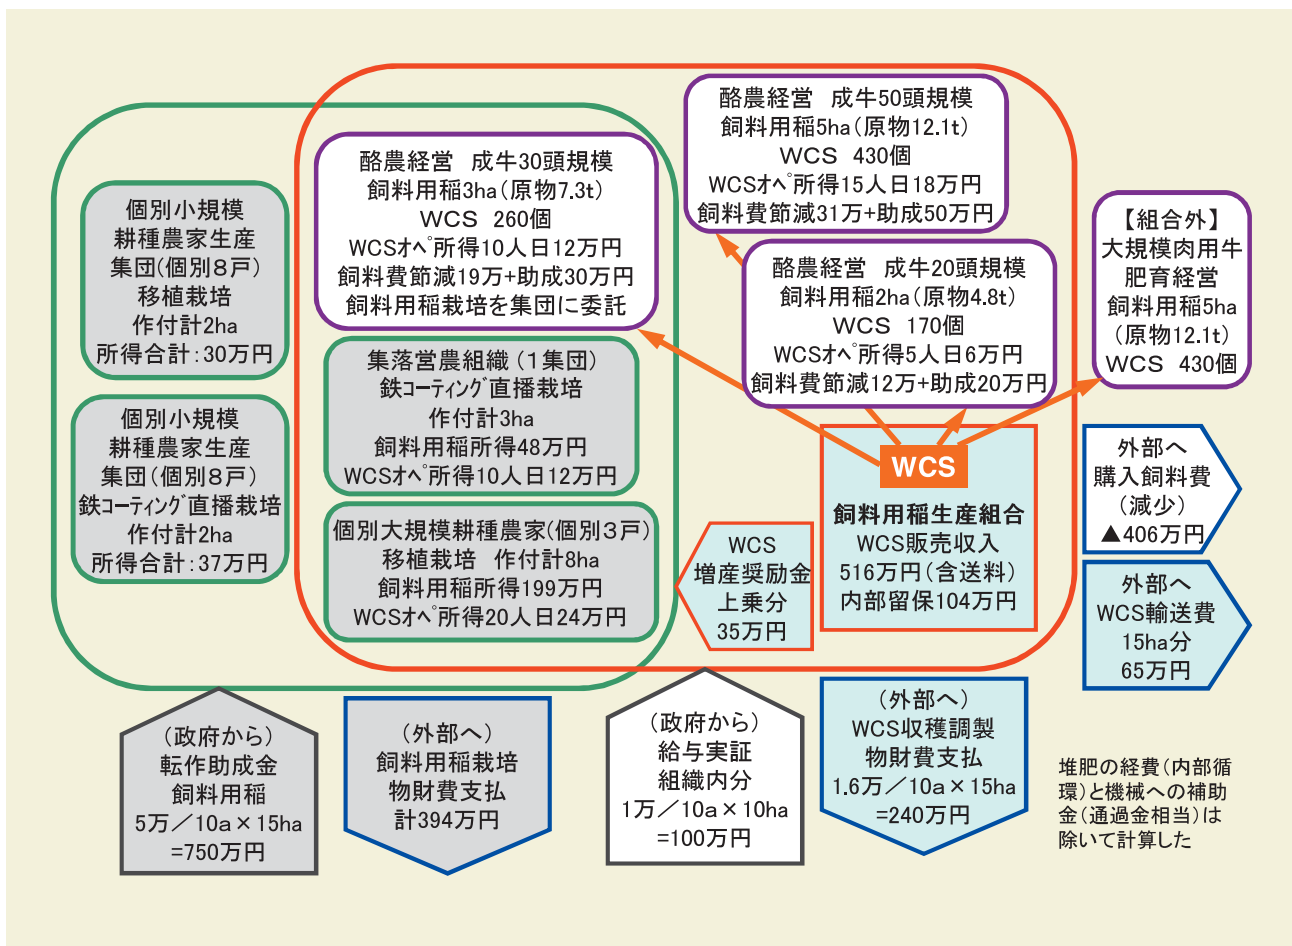 個別小規模
耕種農家生産
集団(個別８戸)
移植栽培
作付計2ha
所得合計：30万円
個別小規模
耕種農家生産
集団(個別８戸)
鉄コーティング直播栽培
作付計2ha
所得合計：37万円
酪農経営　成牛30頭規模
飼料用稲3ha(原物7.3t)
WCS　260個
WCSオペ所得10人日12万円
飼料費節減19万+助成30万円
飼料用稲栽培を集団に委託
集落営農組織（１集団）
鉄コーティング直播栽培
作付計3ha
飼料用稲所得48万円
WCSオペ所得10人日12万円
個別大規模耕種農家(個別３戸)
移植栽培　作付計8ha
飼料用稲所得199万円
WCSオペ所得20人日24万円
酪農経営　成牛50頭規模
飼料用稲5ha(原物12.1t)
WCS　430個
WCSオペ所得15人日18万円
飼料費節減31万+助成50万円
酪農経営　成牛20頭規模
飼料用稲2ha(原物4.8t)
WCS　170個
WCSオペ所得5人日6万円
飼料費節減12万+助成20万円
【組合外】
大規模肉用牛
肥育経営
飼料用稲5ha
(原物12.1t)
WCS　430個
WCS
飼料用稲生産組合
WCS販売収入
516万円(含送料)
内部留保104万円
WCS
増産奨励金
上乗分
35万円
外部へ
購入飼料費
(減少)
▲406万円
外部へ
WCS輸送費
15ha分
65万円
(政府から)
転作助成金
飼料用稲
5万／10a×15ha
=750万円
(外部へ)
飼料用稲栽培
物財費支払
計394万円
(政府から)
給与実証
組織内分
1万／10a×10ha
=100万円
(外部へ)
WCS収穫調製
物財費支払
1.6万／10a×15ha
=240万円
堆肥の経費(内部循
環)と機械への補助
金(通過金相当)は
除いて計算した